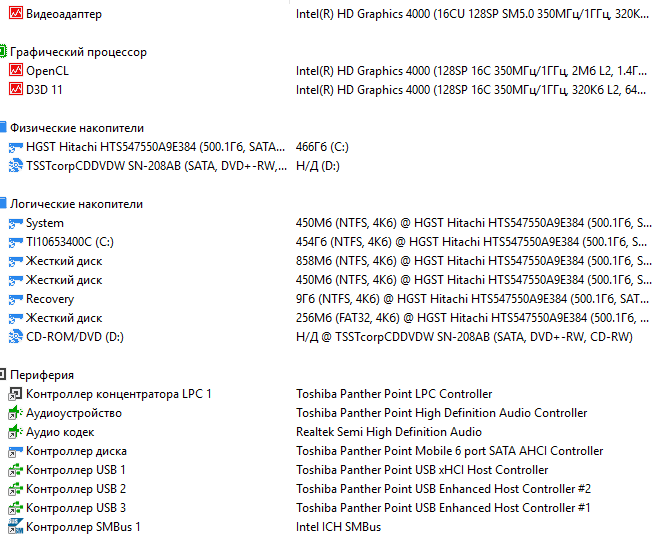 Видеоадаптер Intel(R) HD Graphics 4000 (16CU 128SP SM5.0 350МГц/1ГГц, 320K...
Графический процессор
OpenCL Intel(R) HD Graphics 4000 (128SP 16C 350МГц/1ГГц, 2Мб L2, 1.4Г...
D3D 11 Intel(R) HD Graphics 4000 (128SP 16C 350МГц/1ГГц, 320Кб L2, 64...
Физические накопители
HGST Hitachi HTS547550A9E384 (500.1Гб, SATA... 466Гб (C:)
TSSTcorpCDDVDW SN-208AB (SATA, DVD+-RW,... Н/Д (D:)
Логические накопители
System 450Мб (NTFS, 4Кб) @ HGST Hitachi HTS547550A9E384 (500.1Гб, S...
TI10653400C (C:) 454Гб (NTFS, 4Кб) @ HGST Hitachi HTS547550A9E384 (500.1Гб, S...
Жесткий диск 858Мб (NTFS, 4Кб) @ HGST Hitachi HTS547550A9E384 (500.1Гб, S...
Жесткий диск 450Мб (NTFS, 4Кб) @ HGST Hitachi HTS547550A9E384 (500.1Гб, S...
Recovery 9Гб (NTFS, 4Кб) @ HGST Hitachi HTS547550A9E384 (500.1Гб, SAT...
Жесткий диск 256Мб (FAT32, 4Кб) @ HGST Hitachi HTS547550A9E384 (500.1Гб, ...
CD-ROM/DVD (D:) Н/Д @ TSSTcorpCDDVDW SN-208AB (SATA, DVD+-RW, CD-RW)
Периферия
Контроллер концентратора LPC 1 Toshiba Panther Point LPC Controller
Аудиоустройство Toshiba Panther Point High Definition Audio Controller
Аудио кодек Realtek Semi High Definition Audio
Контроллер диска Toshiba Panther Point Mobile 6 port SATA AHCI Controller
Контроллер USB 1 Toshiba Panther Point USB xHCI Host Controller
Контроллер USB 2 Toshiba Panther Point USB Enhanced Host Controller #2
Контроллер USB 3 Toshiba Panther Point USB Enhanced Host Controller #1
Контроллер SMBus 1 Intel ICH SMBus